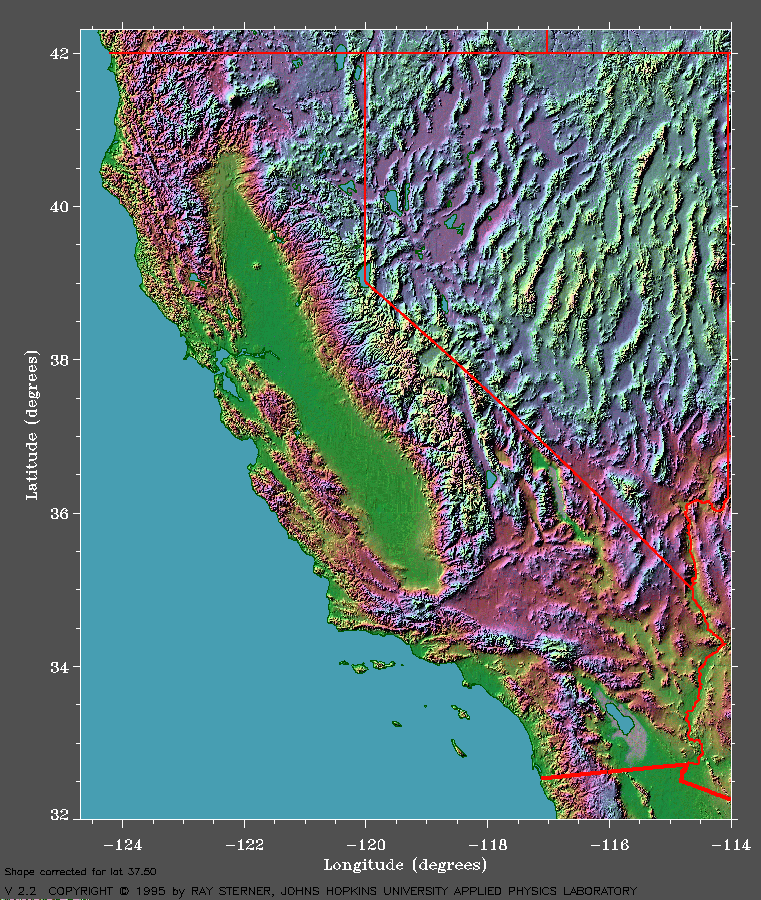 42
40
38
36
34
32
Latitude (degrees)
-124 -122 -120 -118 -116 -114
Longitude (degrees)
Shape corrected for lat 37.50
V 2.2 COPYRIGHT © 1995 by RAY STERNER, JOHNS HOPKINS UNIVERSITY APPLIED PHYSICS LABORATORY